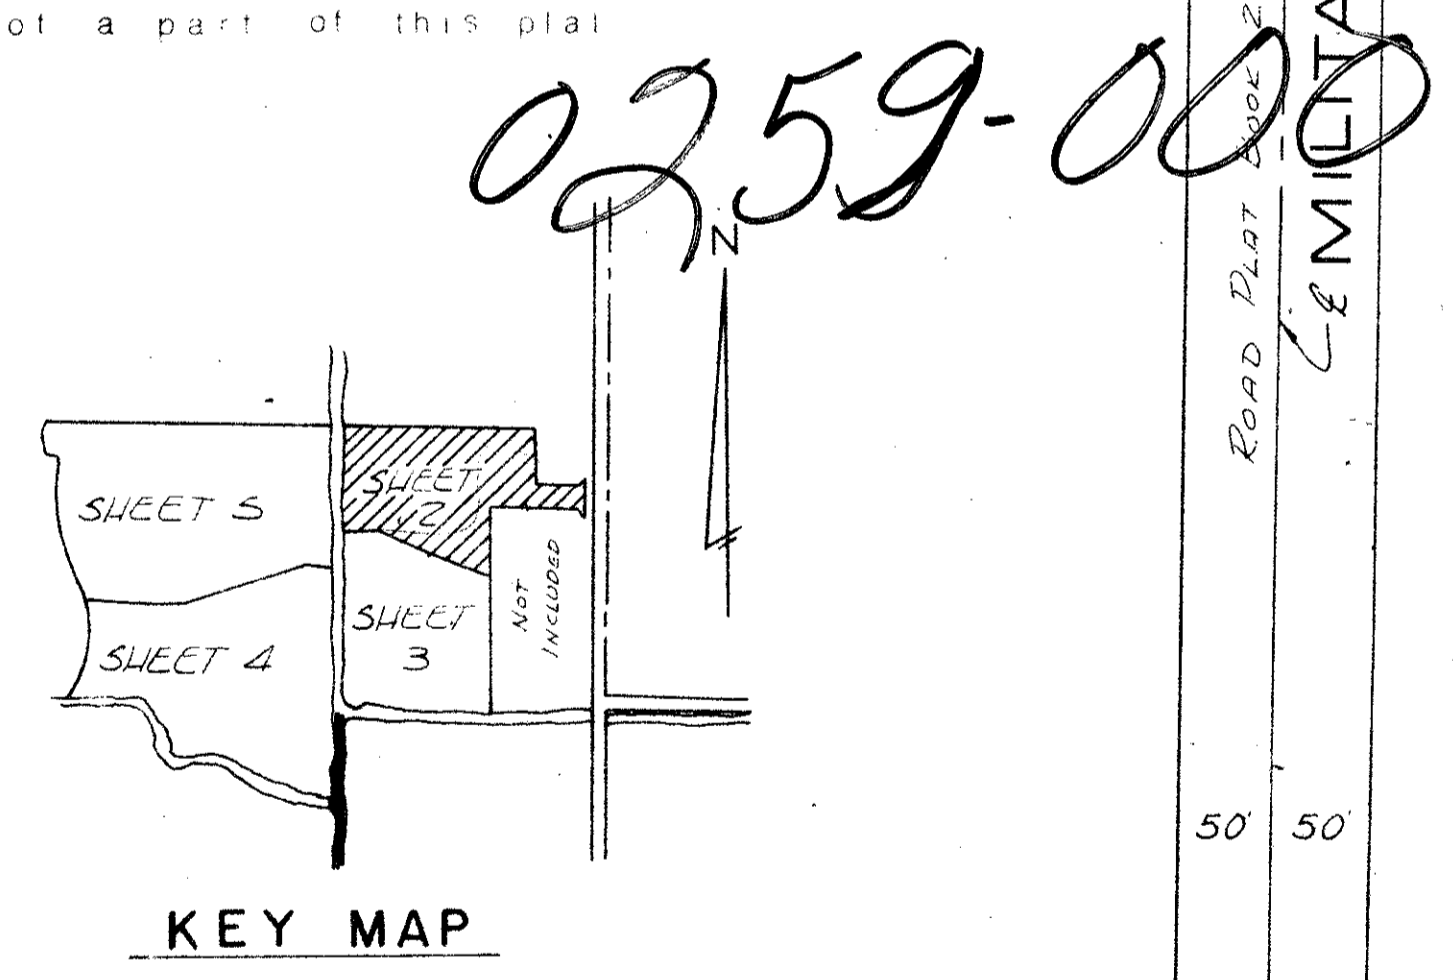 ot a part of this plat
0259-000
N
SHEET 5
SHEET 2
SHEET 4
SHEET 3
NOT INCLUDED
KEY MAP
ROAD PLAT BOOK 2
℄ MILITA
50' 50'